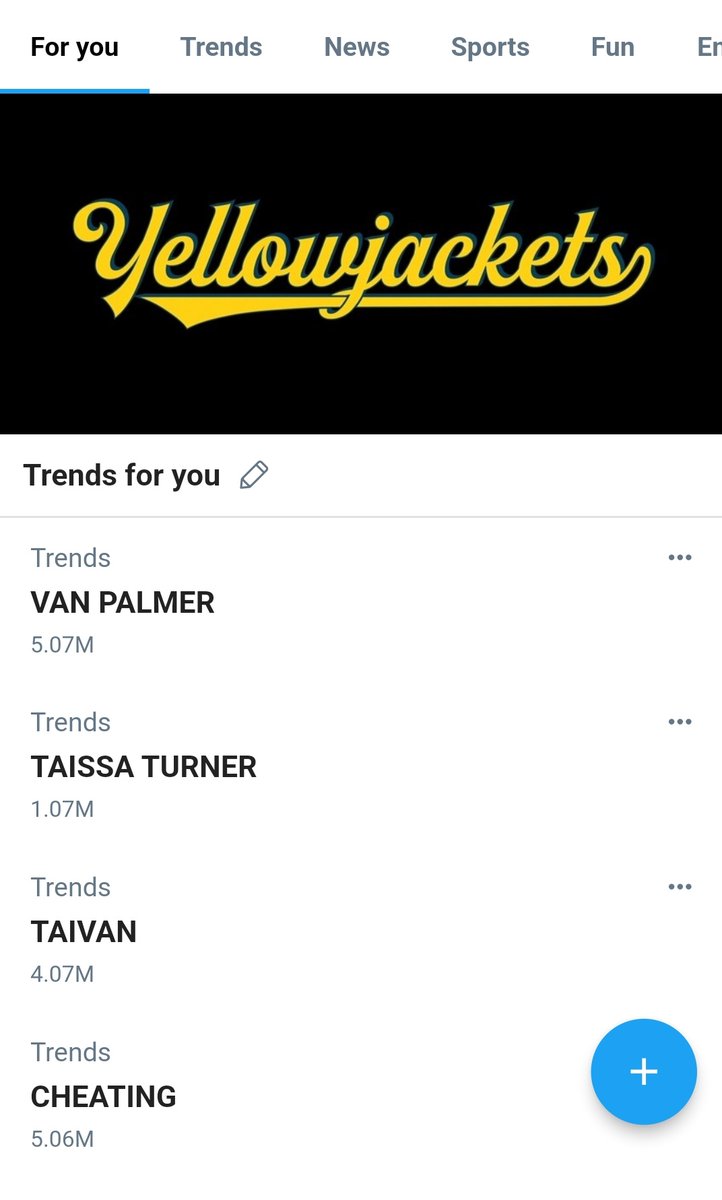 For you Trends News Sports Fun
Yellowjackets
Trends for you
Trends
VAN PALMER
5.07M
Trends
TAISSA TURNER
1.07M
Trends
TAIVAN
4.07M
Trends
CHEATING
5.06M